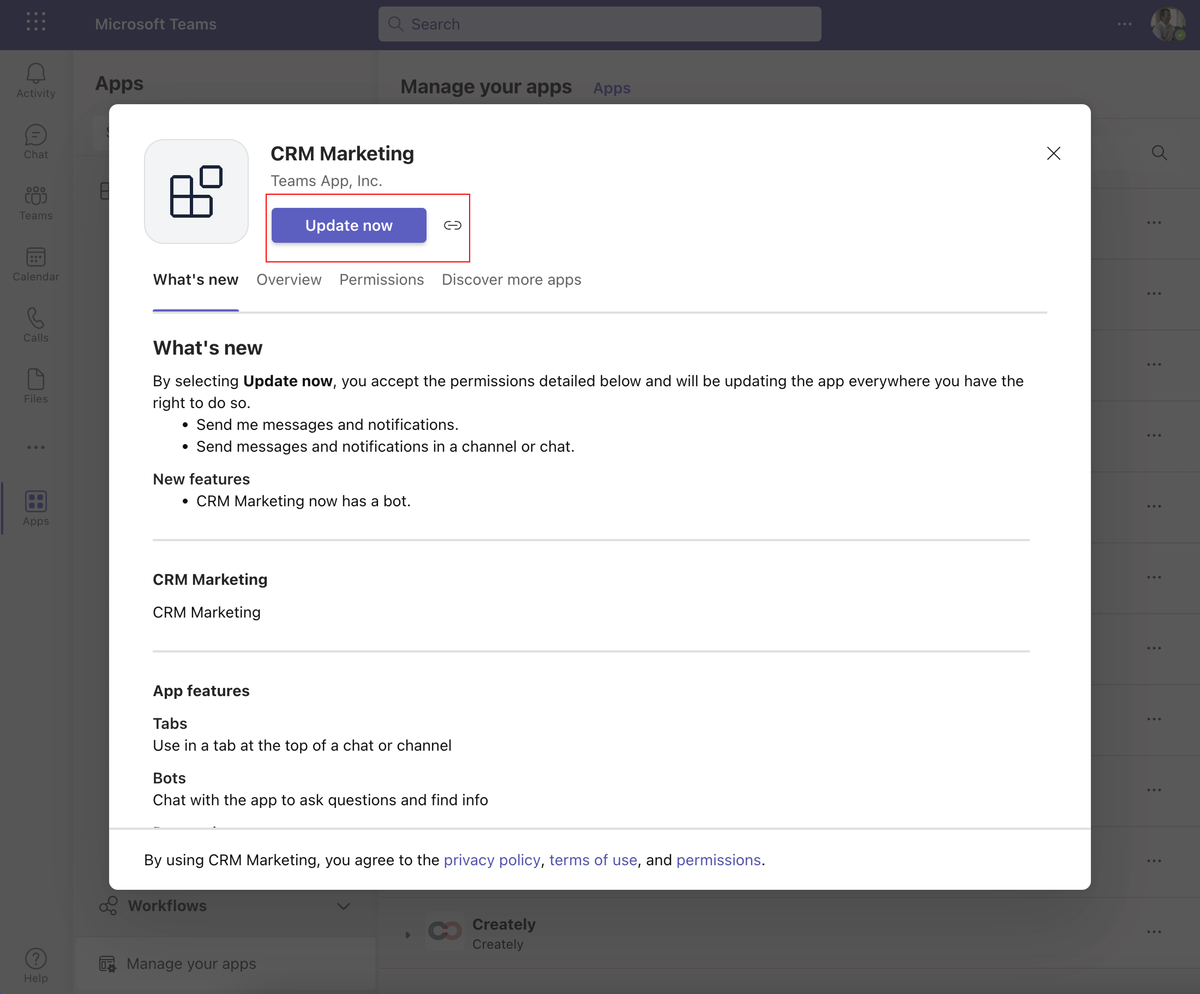 Microsoft Teams
Search
Activity
Chat
Teams
Calendar
Calls
Files
Apps
Help
Apps
Manage your apps
Apps
CRM Marketing
Teams App, Inc.
Update now
What's new
Overview
Permissions
Discover more apps
What's new
By selecting Update now, you accept the permissions detailed below and will be updating the app everywhere you have the
right to do so.
• Send me messages and notifications.
• Send messages and notifications in a channel or chat.
New features
• CRM Marketing now has a bot.
CRM Marketing
CRM Marketing
App features
Tabs
Use in a tab at the top of a chat or channel
Bots
Chat with the app to ask questions and find info
By using CRM Marketing, you agree to the privacy policy, terms of use, and permissions.
Workflows
Manage your apps
Creately
Creately